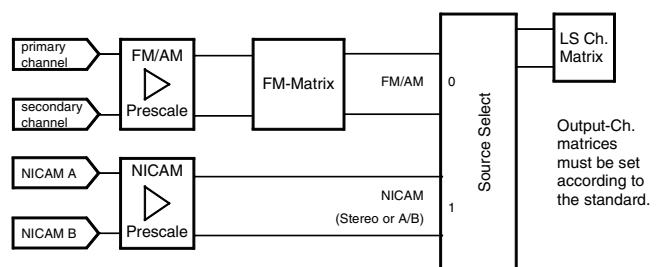 primary
channel
secondary
channel
FM/AM
Prescale
FM-Matrix
FM/AM
0
NICAM A
NICAM B
NICAM
Prescale
NICAM
(Stereo or A/B)
1
Source Select
LS Ch.
Matrix
Output-Ch.
matrices
must be set
according to
the standard.